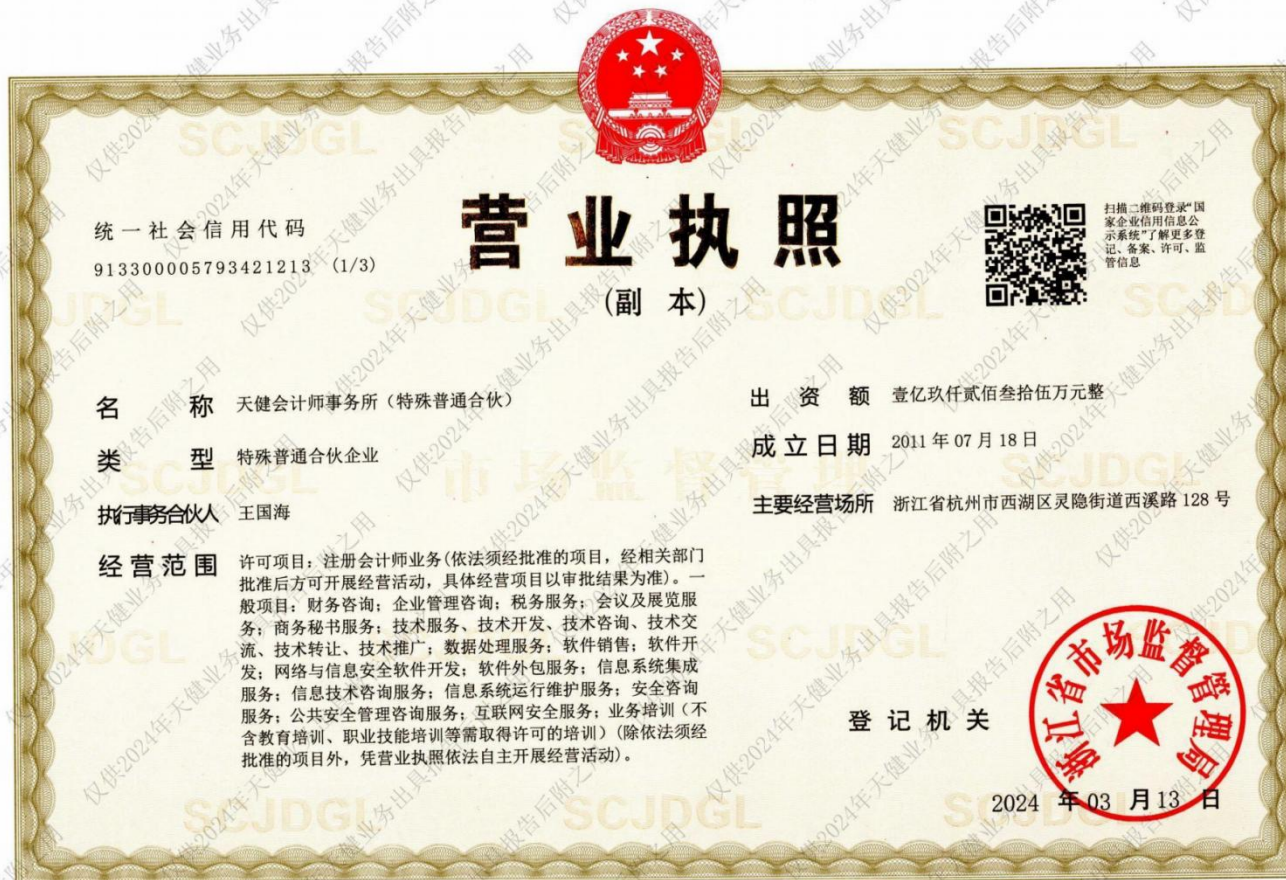 营业执照
(副 本)
统一社会信用代码
913300005793421213 (1/3)
扫描二维码登录“国
家企业信用信息公
示系统”了解更多登
记、备案、许可、监
管信息
名 称 天健会计师事务所（特殊普通合伙）
类 型 特殊普通合伙企业
执行事务合伙人 王国海
经营范围 许可项目：注册会计师业务(依法须经批准的项目，经相关部门
批准后方可开展经营活动，具体经营项目以审批结果为准)。一
般项目：财务咨询；企业管理咨询；税务服务；会议及展览服
务；商务秘书服务；技术服务、技术开发、技术咨询、技术交
流、技术转让、技术推广；数据处理服务；软件销售；软件开
发；网络与信息安全软件开发；软件外包服务；信息系统集成
服务；信息技术咨询服务；信息系统运行维护服务；安全咨询
服务；公共安全管理咨询服务；互联网安全服务；业务培训（不
含教育培训、职业技能培训等需取得许可的培训）(除依法须经
批准的项目外，凭营业执照依法自主开展经营活动)。
出 资 额 壹亿玖仟贰佰叁拾伍万元整
成立日期 2011 年 07 月 18 日
主要经营场所 浙江省杭州市西湖区灵隐街道西溪路 128 号
登记机关
浙江省市场监督管理局
2024 年 03 月 13 日
SCJDGL
市场监督管理
仅供2024年天健业务出具报告后附之用